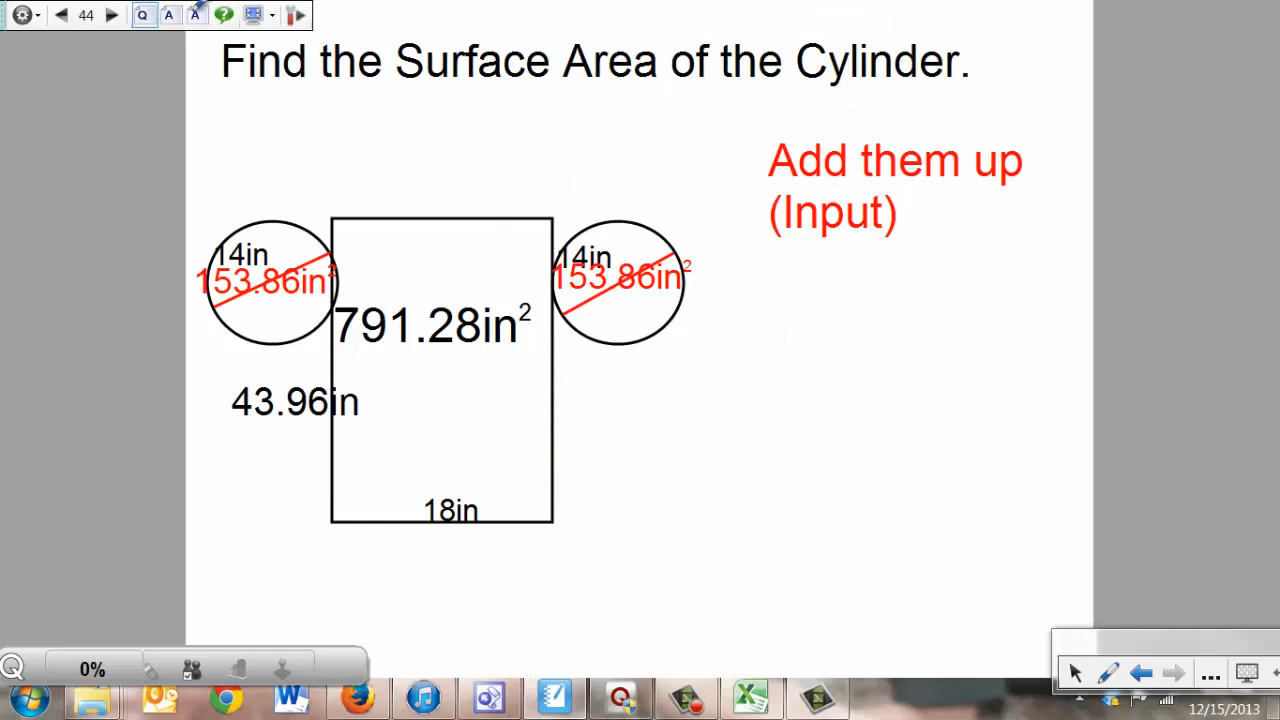 44
Find the Surface Area of the Cylinder.
Add them up
(Input)
14in
153.86in²
14in
153.86in²
791.28in²
43.96in
18in
0%
12/15/2013